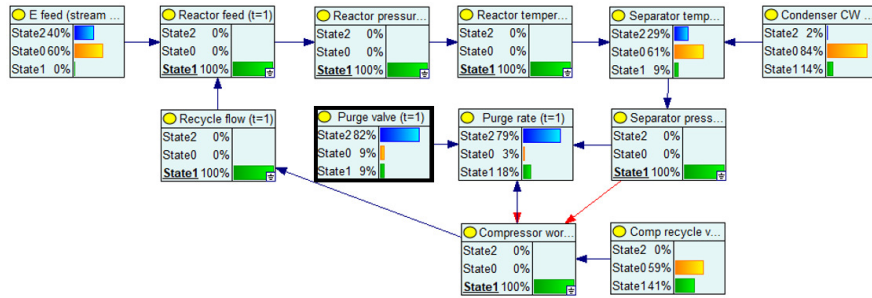 E feed (stream ...
State2 40%
State0 60%
State1 0%
Reactor feed (t=1)
State2 0%
State0 0%
State1 100%
Reactor pressur...
State2 0%
State0 0%
State1 100%
Reactor temper...
State2 0%
State0 0%
State1 100%
Separator temp...
State2 29%
State0 61%
State1 9%
Condenser CW ...
State2 2%
State0 84%
State1 14%
Recycle flow (t=1)
State2 0%
State0 0%
State1 100%
Purge valve (t=1)
State2 82%
State0 9%
State1 9%
Purge rate (t=1)
State2 79%
State0 3%
State1 18%
Separator press...
State2 0%
State0 0%
State1 100%
Compressor wor...
State2 0%
State0 0%
State1 100%
Comp recycle v...
State2 0%
State0 59%
State1 41%